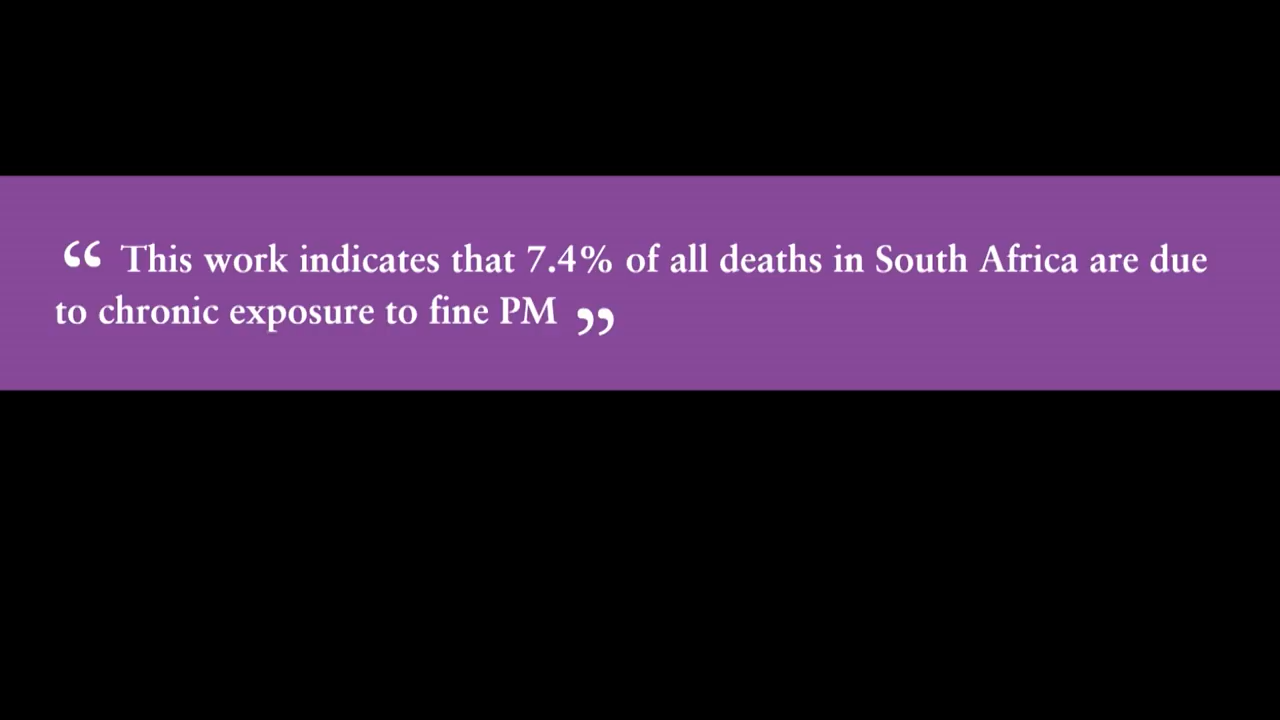 “ This work indicates that 7.4% of all deaths in South Africa are due
to chronic exposure to fine PM ”